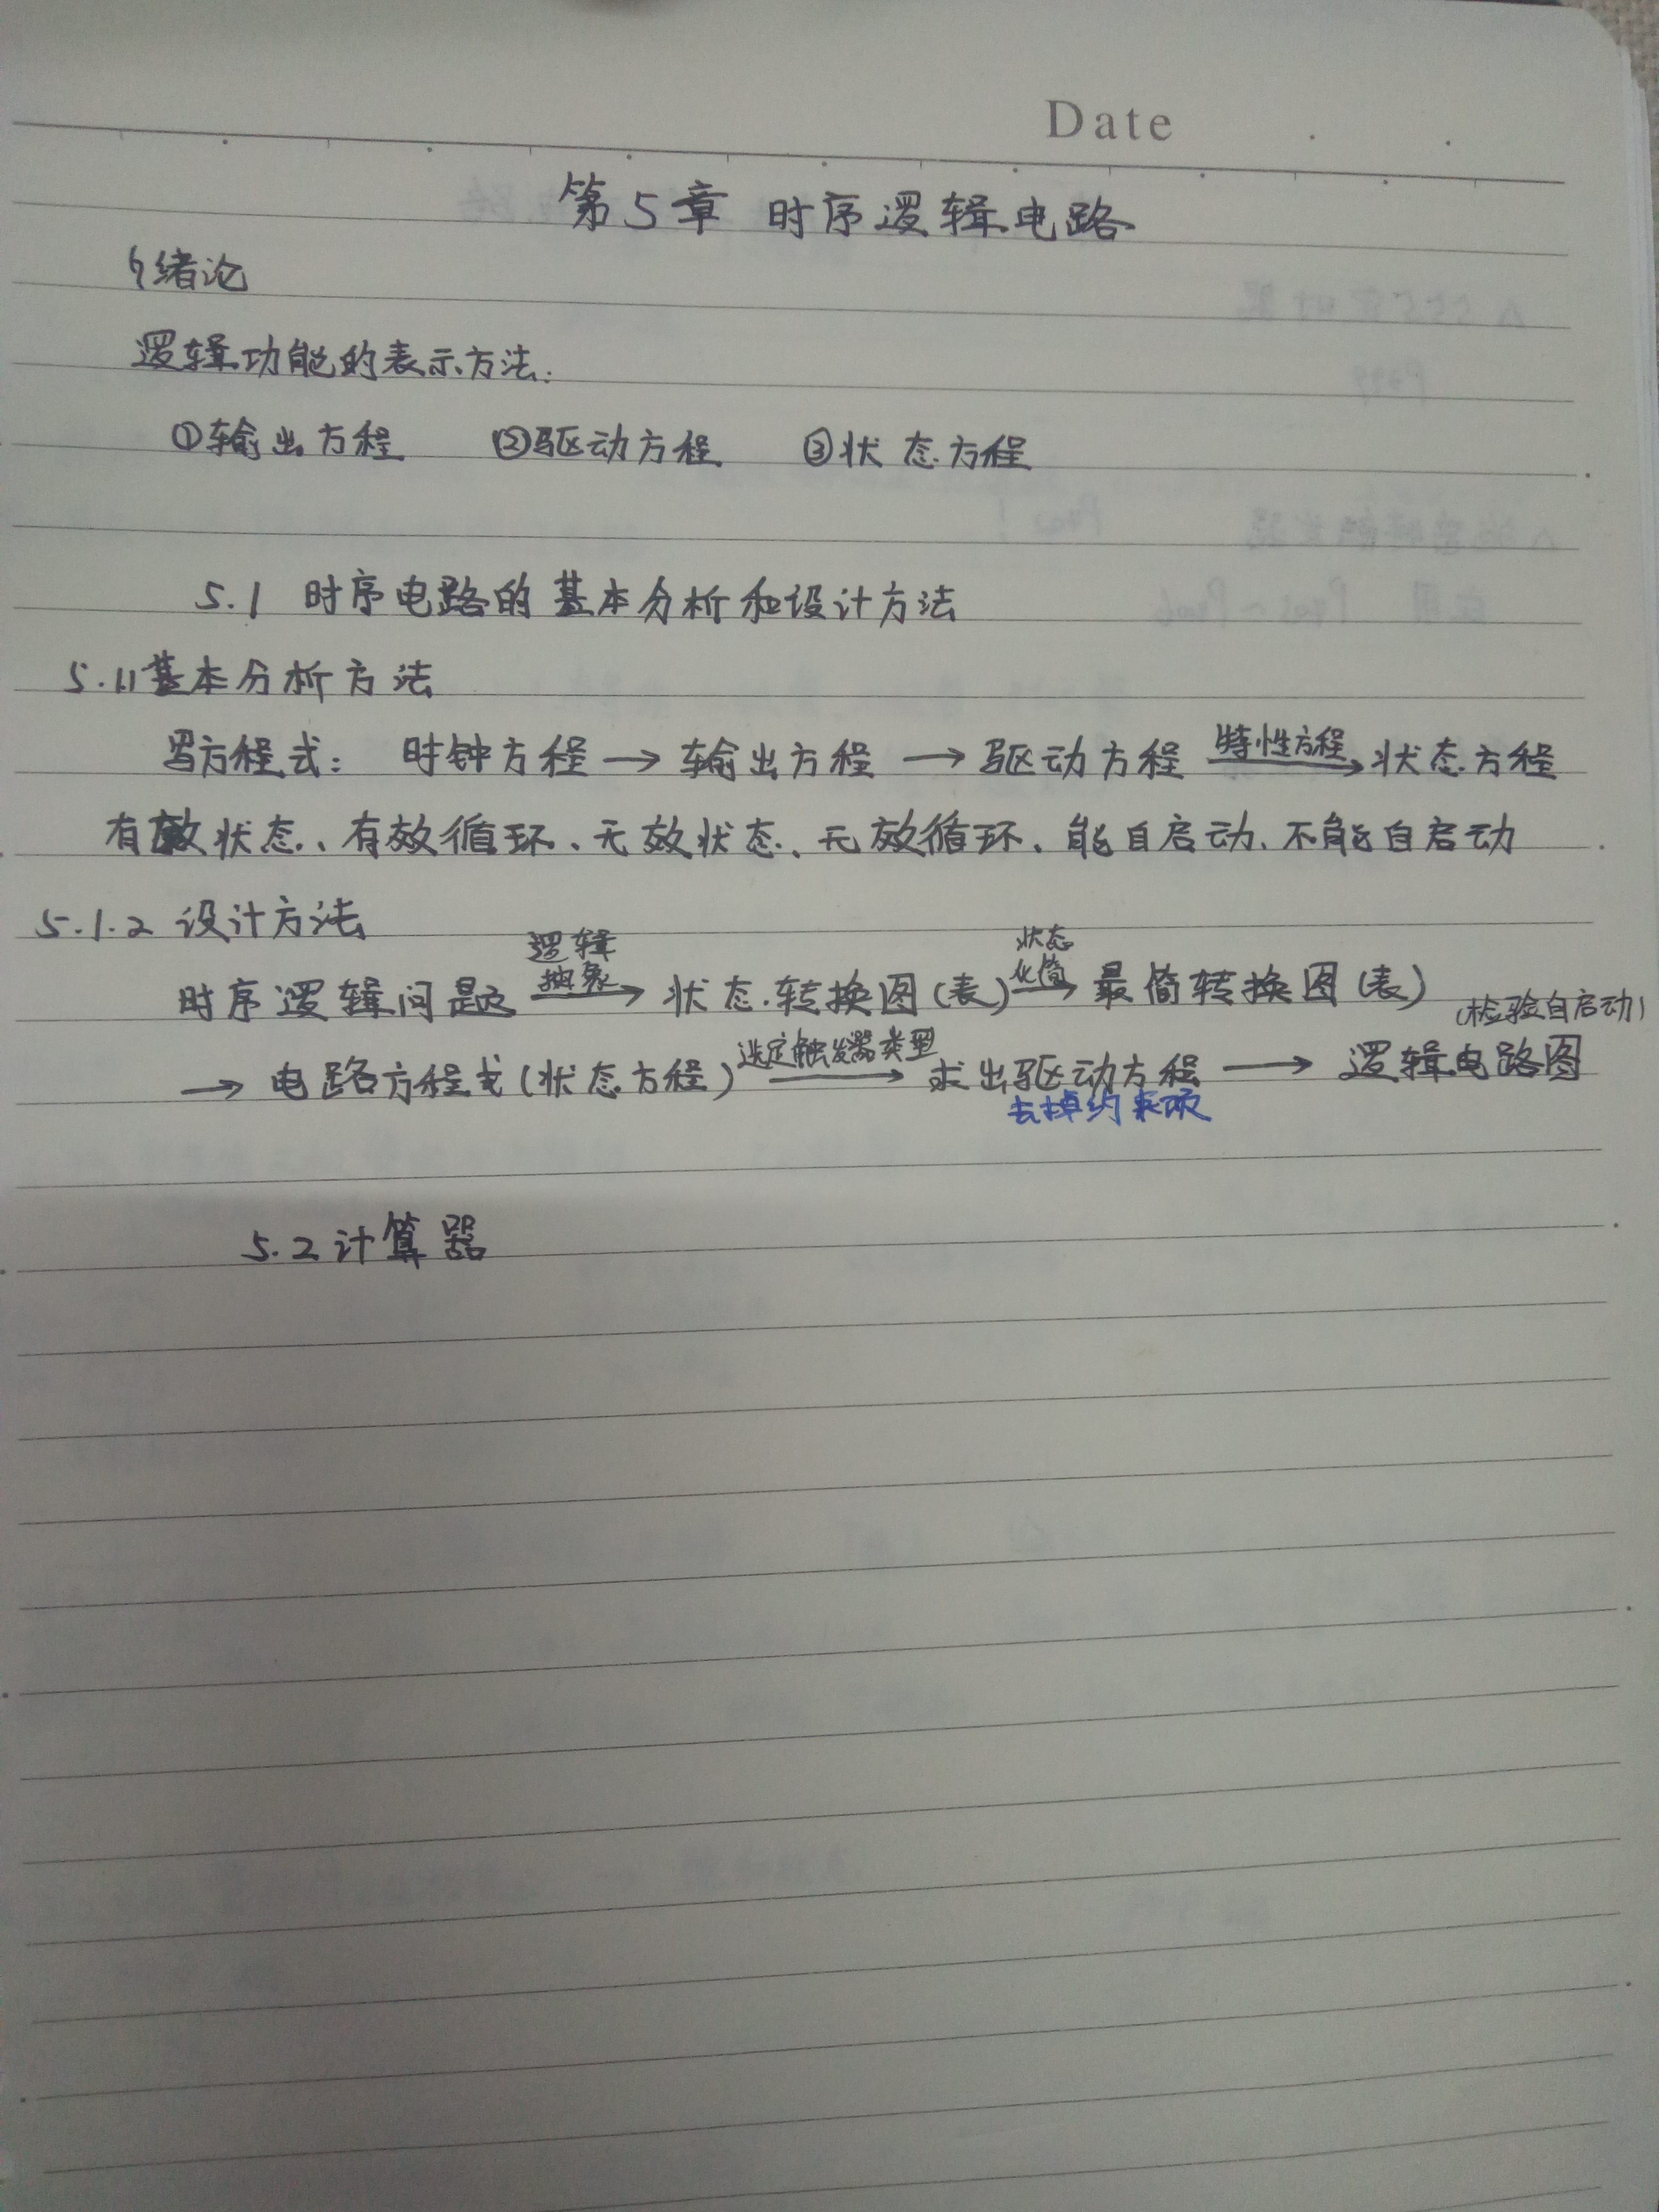 Date
第5章 时序逻辑电路
绪论
逻辑功能的表示方法:
①输出方程 ②驱动方程 ③状态方程
5.1 时序电路的基本分析和设计方法
5.1.1基本分析方法
写方程式: 时钟方程 → 输出方程 → 驱动方程 特性方程→ 状态方程
有效状态、有效循环、无效状态、无效循环、能自启动、不能自启动
5.1.2 设计方法
时序逻辑问题 逻辑抽象→ 状态转换图(表) 状态化简→ 最简转换图(表)
(检验自启动)
→ 电路方程式(状态方程) 选定触发器类型→ 求出驱动方程 → 逻辑电路图
去掉约束项
5.2计算器